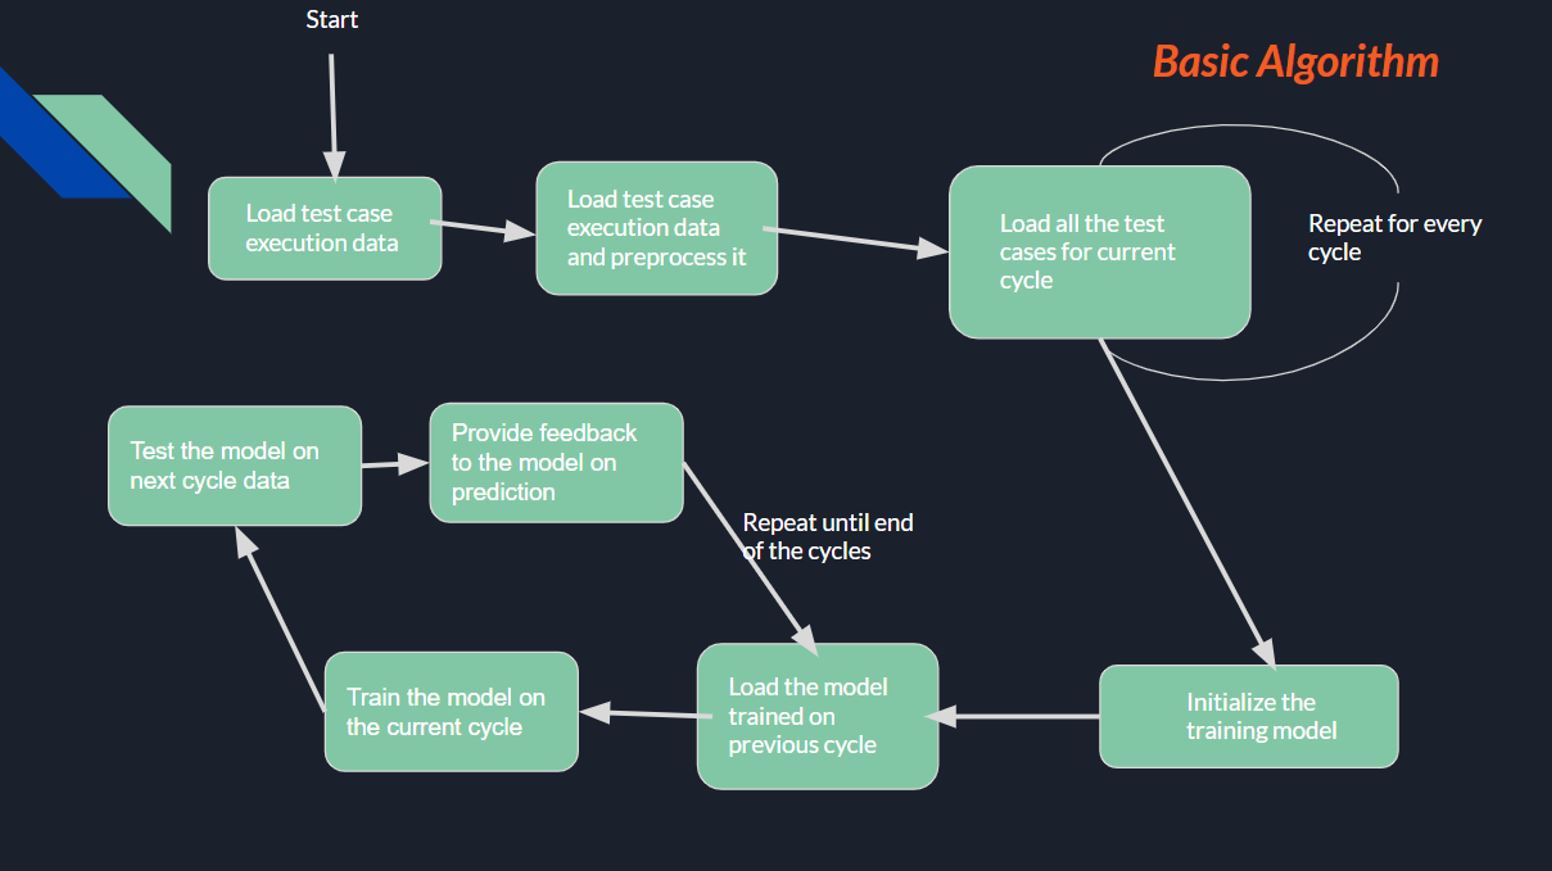 Start
Basic Algorithm
Load test case
execution data
Load test case
execution data
and preprocess it
Load all the test
cases for current
cycle
Repeat for every
cycle
Test the model on
next cycle data
Provide feedback
to the model on
prediction
Repeat until end
of the cycles
Train the model on
the current cycle
Load the model
trained on
previous cycle
Initialize the
training model